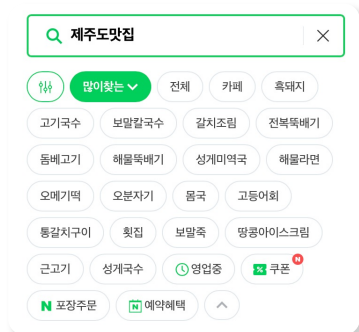 제주도맛집
많이찾는 전체 카페 흑돼지
고기국수 보말칼국수 갈치조림 전복뚝배기
돔베고기 해물뚝배기 성게미역국 해물라면
오메기떡 오분자기 몸국 고등어회
통갈치구이 횟집 보말죽 땅콩아이스크림
근고기 성게국수 영업중 쿠폰 N
N 포장주문 N 예약혜택